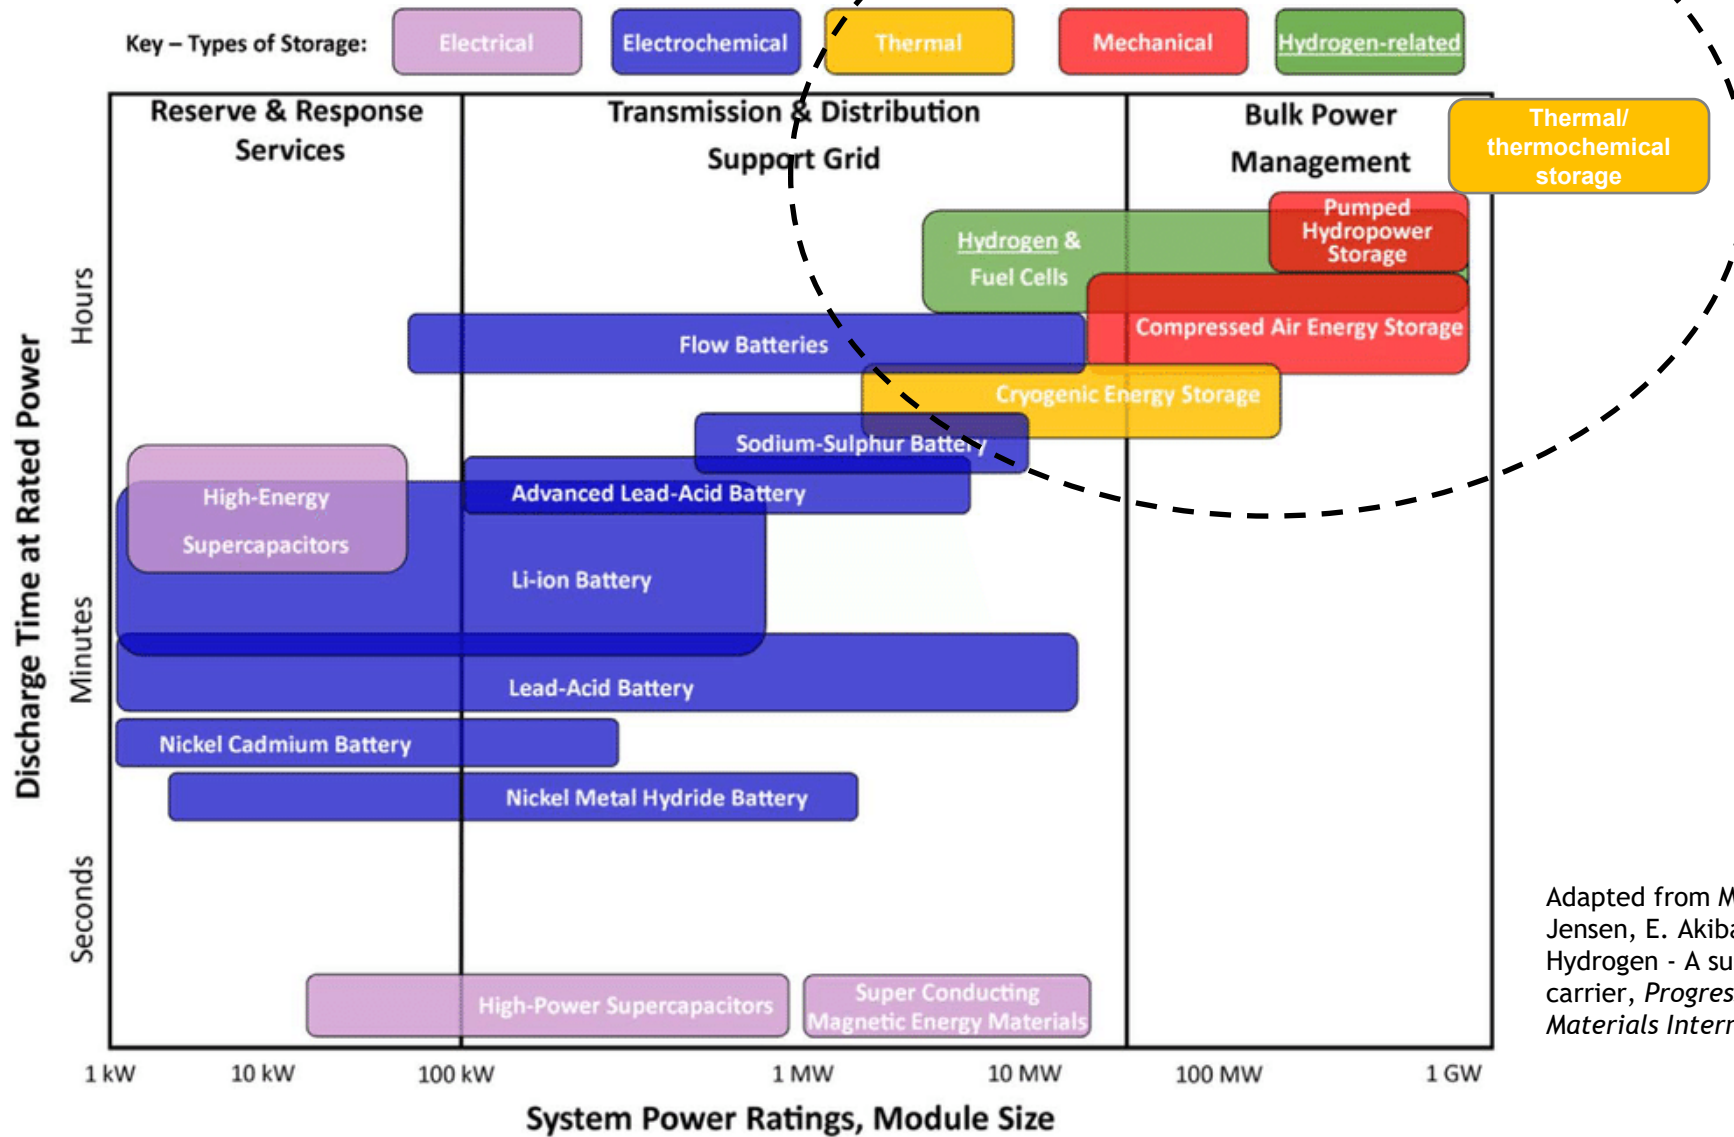 Key – Types of Storage:
Electrical
Electrochemical
Thermal
Mechanical
Hydrogen-related
Reserve & Response
Services
Transmission & Distribution
Support Grid
Bulk Power
Management
Thermal/
thermochemical
storage
Pumped
Hydropower
Storage
Hydrogen &
Fuel Cells
Compressed Air Energy Storage
Flow Batteries
Cryogenic Energy Storage
Sodium-Sulphur Battery
Advanced Lead-Acid Battery
High-Energy
Supercapacitors
Li-ion Battery
Lead-Acid Battery
Nickel Cadmium Battery
Nickel Metal Hydride Battery
High-Power Supercapacitors
Super Conducting
Magnetic Energy Materials
Discharge Time at Rated Power
Hours
Minutes
Seconds
1 kW
10 kW
100 kW
1 MW
10 MW
100 MW
1 GW
System Power Ratings, Module Size
Adapted from
Jensen, E. Akiba
Hydrogen - A
carrier,
Materials